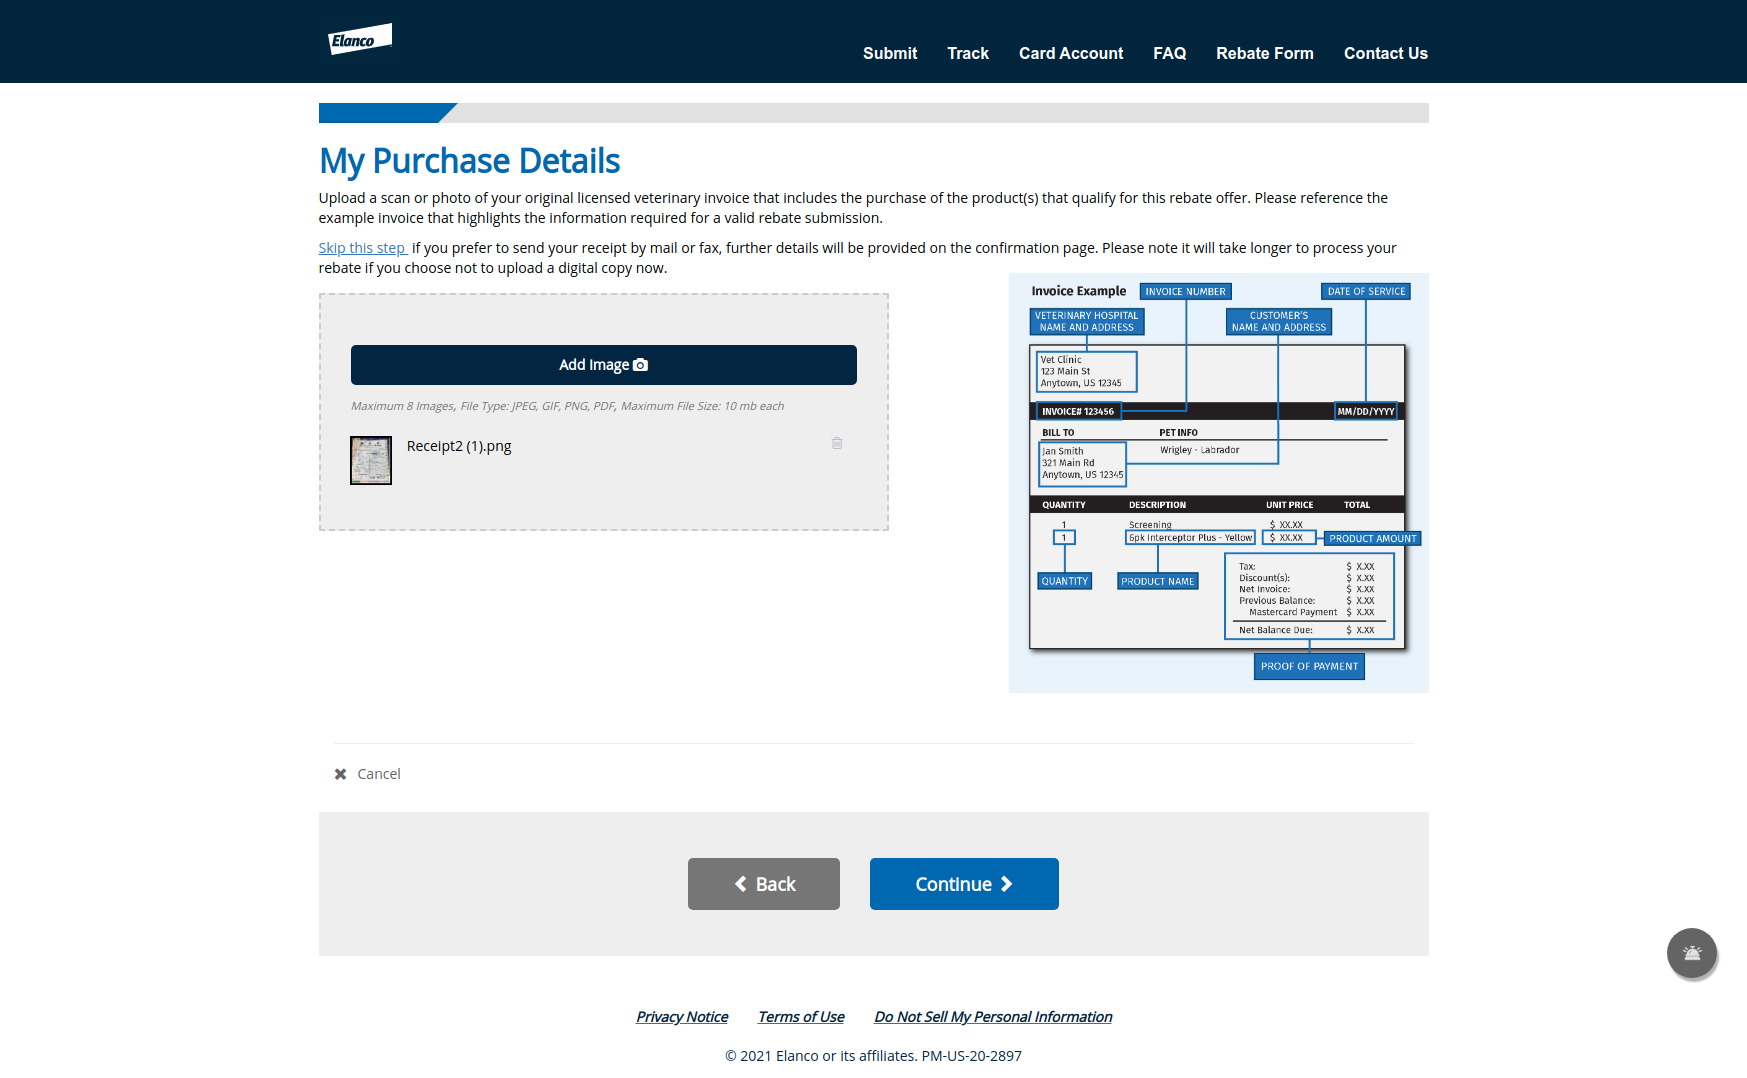 Elanco
Submit Track Card Account FAQ Rebate Form Contact Us
My Purchase Details
Upload a scan or photo of your original licensed veterinary invoice that includes the purchase of the product(s) that qualify for this rebate offer. Please reference the
example invoice that highlights the information required for a valid rebate submission.
Skip this step if you prefer to send your receipt by mail or fax, further details will be provided on the confirmation page. Please note it will take longer to process your
rebate if you choose not to upload a digital copy now.
Add Image
Maximum 8 Images, File Type: JPEG, GIF, PNG, PDF, Maximum File Size: 10 mb each
Receipt2 (1).png
Invoice Example INVOICE NUMBER DATE OF SERVICE
VETERINARY HOSPITAL
NAME AND ADDRESS
CUSTOMER'S
NAME AND ADDRESS
Vet Clinic
123 Main St
Anytown, US 12345
INVOICE# 123456 MM/DD/YYYY
BILL TO PET INFO
Jan Smith
321 Main Rd
Anytown, US 12345
Wrigley - Labrador
QUANTITY DESCRIPTION UNIT PRICE TOTAL
1 Screening $ XX.XX
1 6pk Interceptor Plus - Yellow $ XX.XX PRODUCT AMOUNT
QUANTITY PRODUCT NAME
Tax: $ X.XX
Discount(s): $ X.XX
Net Invoice: $ X.XX
Previous Balance: $ X.XX
Mastercard Payment $ X.XX
Net Balance Due: $ X.XX
PROOF OF PAYMENT
Cancel
Back Continue
Privacy Notice Terms of Use Do Not Sell My Personal Information
© 2021 Elanco or its affiliates. PM-US-20-2897